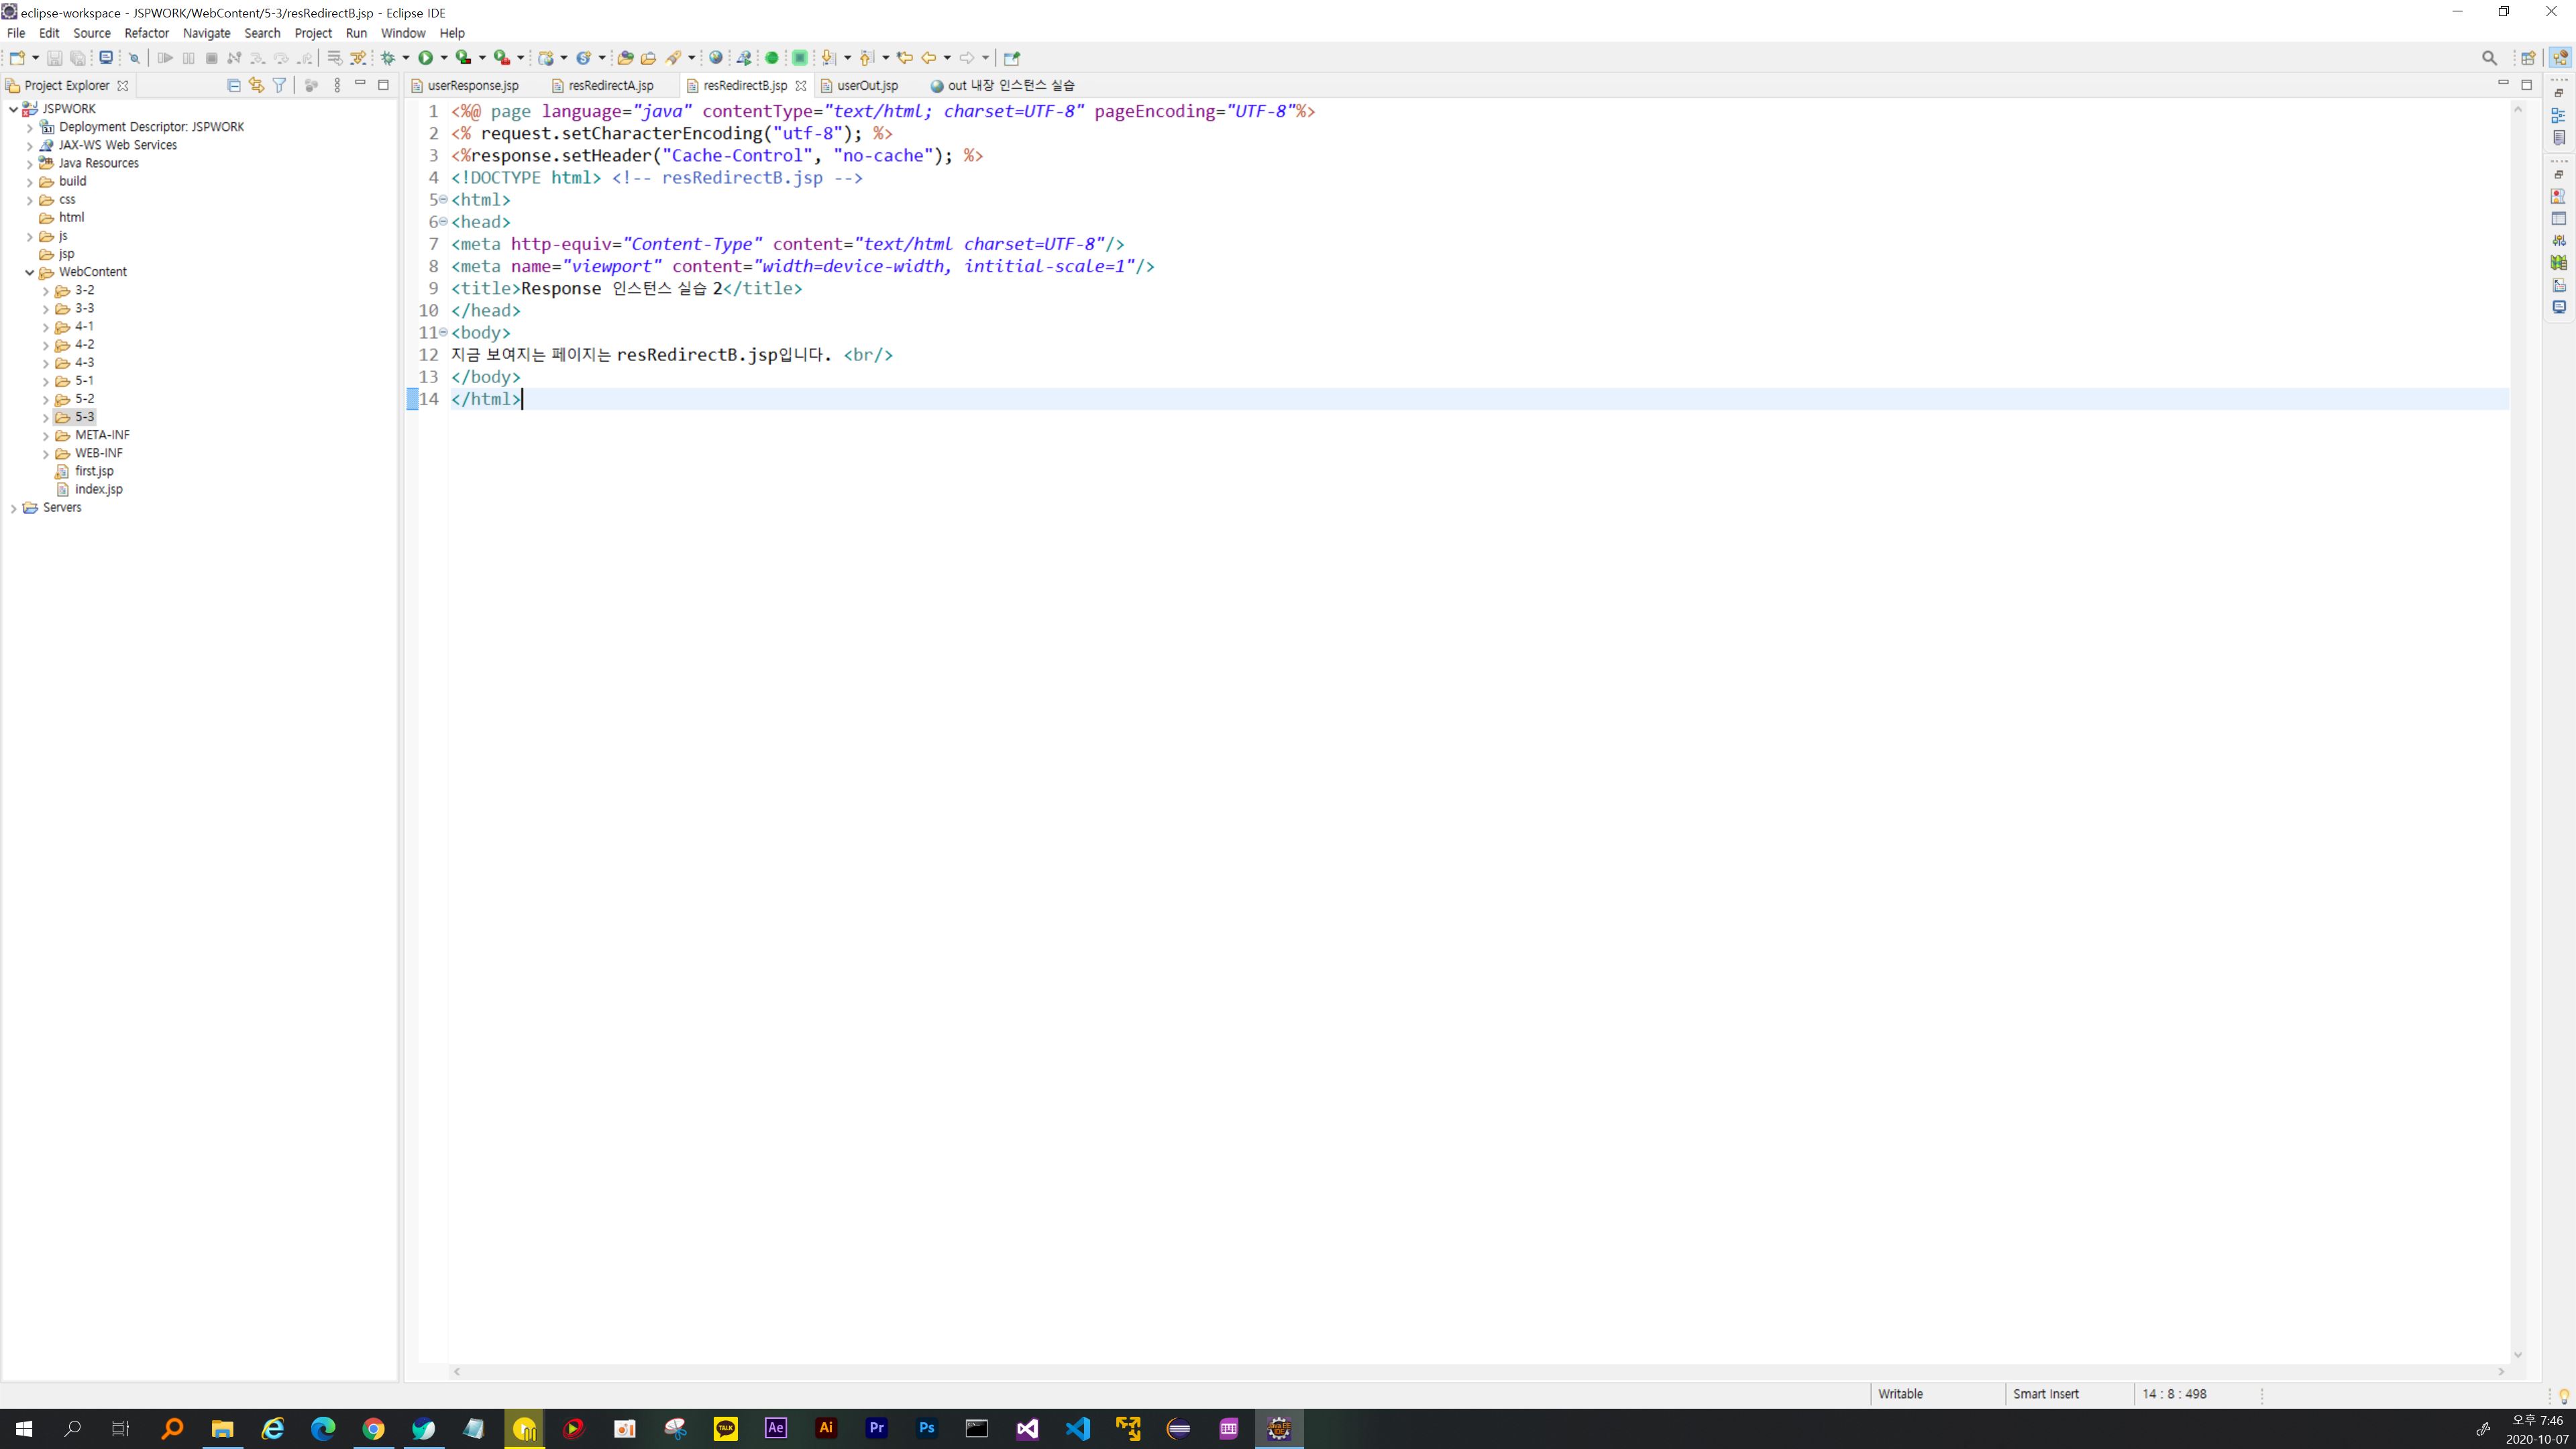 eclipse-workspace - JSPWORK/WebContent/5-3/resRedirectB.jsp - Eclipse IDE
File Edit Source Refactor Navigate Search Project Run Window Help
Project Explorer
JSPWORK
Deployment Descriptor: JSPWORK
JAX-WS Web Services
Java Resources
build
css
html
js
jsp
WebContent
3-2
3-3
4-1
4-2
4-3
5-1
5-2
5-3
META-INF
WEB-INF
first.jsp
index.jsp
Servers
userResponse.jsp resRedirectA.jsp resRedirectB.jsp userOut.jsp out 내장 인스턴스 실습
1 <%@ page language="java" contentType="text/html; charset=UTF-8" pageEncoding="UTF-8"%>
2 <% request.setCharacterEncoding("utf-8"); %>
3 <%response.setHeader("Cache-Control", "no-cache"); %>
4 <!DOCTYPE html> <!-- resRedirectB.jsp -->
5 <html>
6 <head>
7 <meta http-equiv="Content-Type" content="text/html charset=UTF-8"/>
8 <meta name="viewport" content="width=device-width, intitial-scale=1"/>
9 <title>Response 인스턴스 실습 2</title>
10 </head>
11 <body>
12 지금 보여지는 페이지는 resRedirectB.jsp입니다. <br/>
13 </body>
14 </html>
Writable Smart Insert 14 : 8 : 498
TALK Ae Ai Pr Ps
오후 7:46
2020-10-07